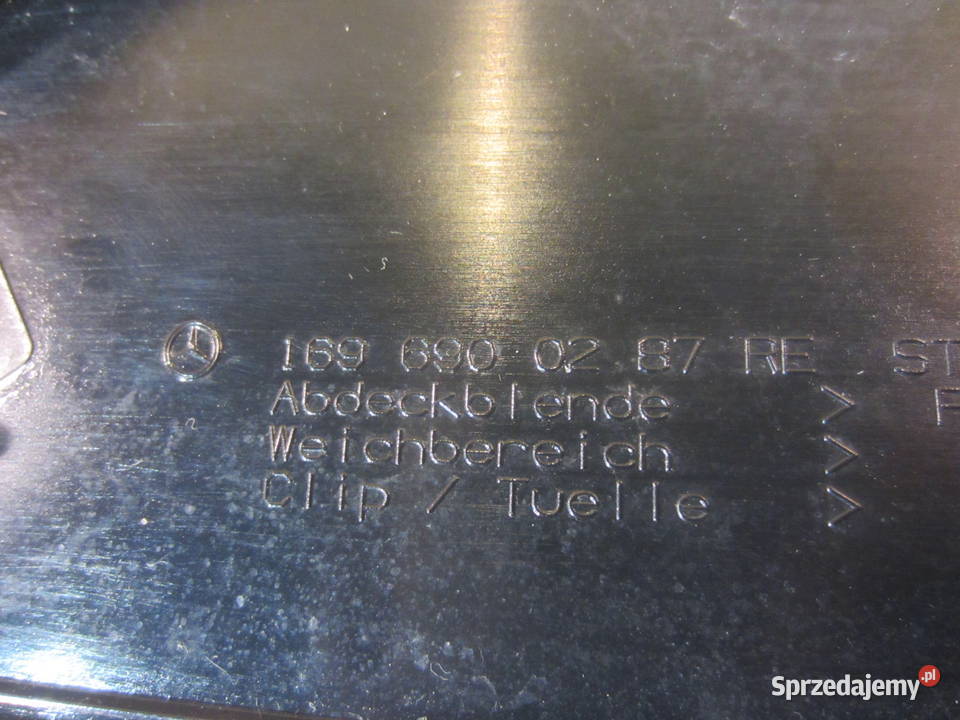 169 690 02 87 RE ST
Abdeckblende > P
Weichbereich >
Clip / Tuelle >
Sprzedajemy.pl